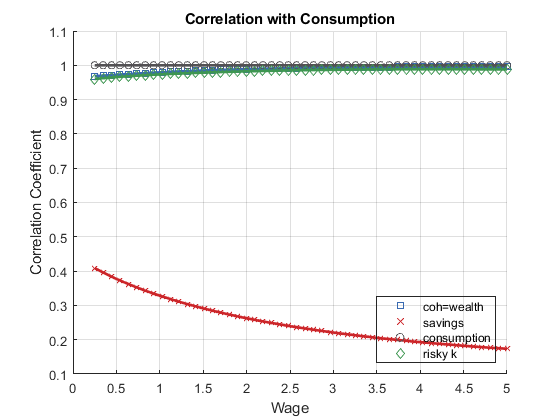 Correlation with Consumption
1.1
1
0.9
0.8
0.7
0.6
0.5
0.4
0.3
0.2
0.1
Correlation Coefficient
coh=wealth
savings
consumption
risky k
0 0.5 1 1.5 2 2.5 3 3.5 4 4.5 5
Wage